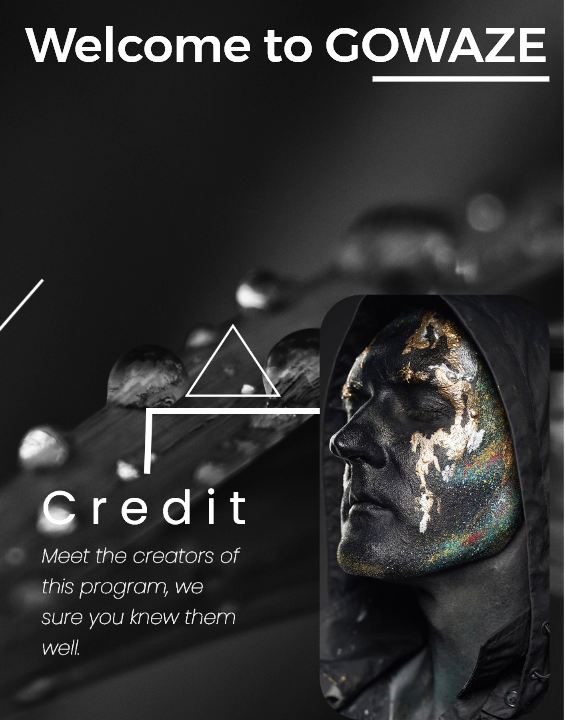 Welcome to GOWAZE
Credit
Meet the creators of
this program, we
sure you knew them
well.